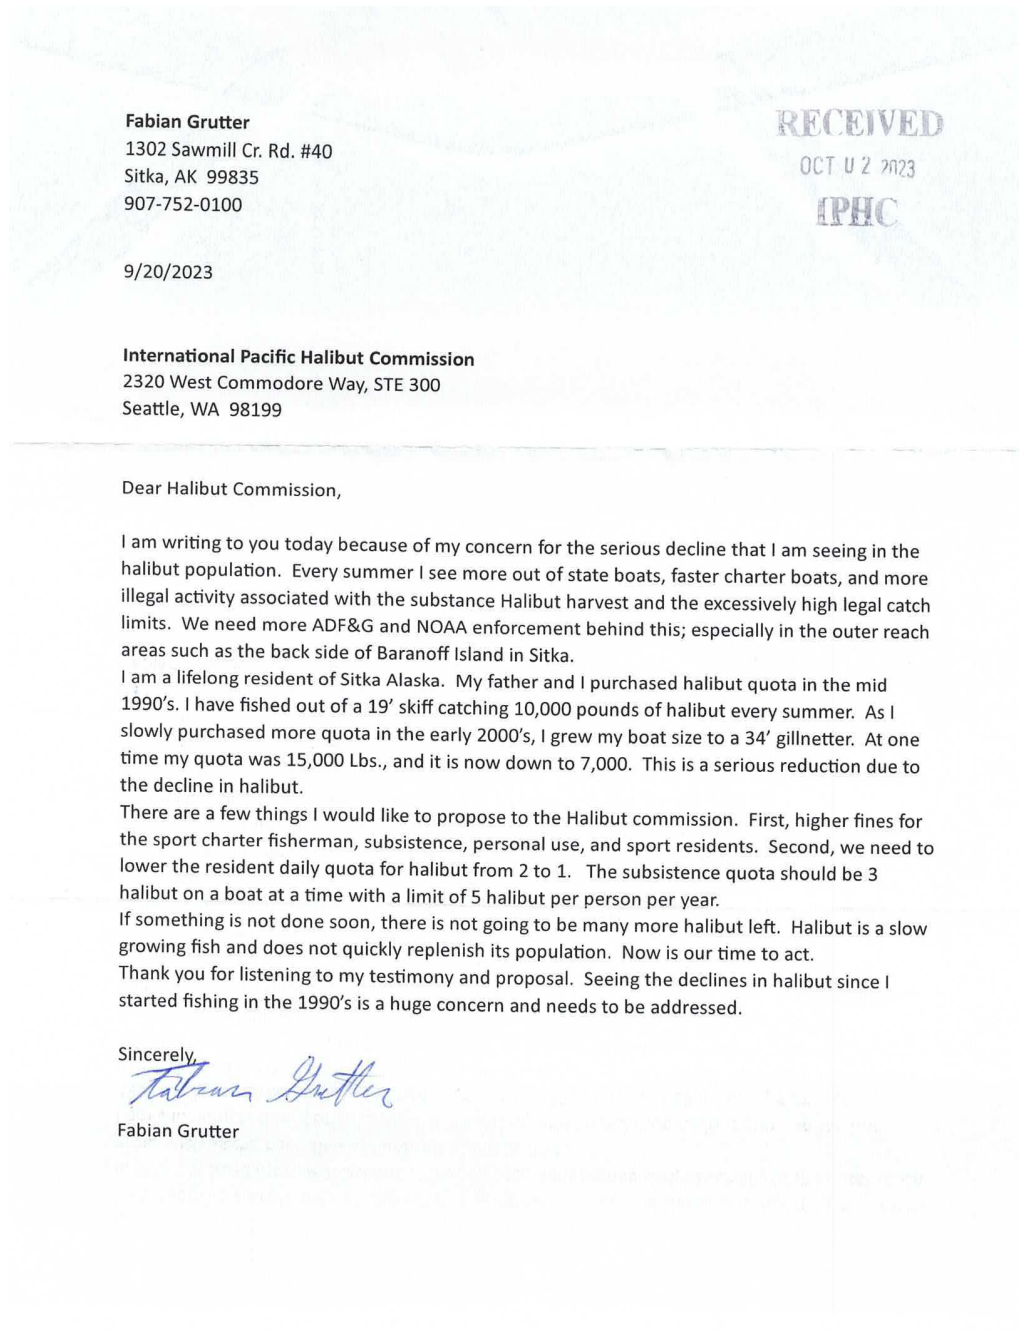 Fabian Grutter
1302 Sawmill Cr. Rd. #40
Sitka, AK  99835
907-752-0100
RECEIVED
OCT 02 2023
IPHC
9/20/2023
International Pacific Halibut Commission
2320 West Commodore Way, STE 300
Seattle, WA  98199
Dear Halibut Commission,
I am writing to you today because of my concern for the serious decline that I am seeing in the
halibut population.  Every summer I see more out of state boats, faster charter boats, and more
illegal activity associated with the substance Halibut harvest and the excessively high legal catch
limits.  We need more ADF&G and NOAA enforcement behind this; especially in the outer reach
areas such as the back side of Baranoff Island in Sitka.
I am a lifelong resident of Sitka Alaska.  My father and I purchased halibut quota in the mid
1990's. I have fished out of a 19' skiff catching 10,000 pounds of halibut every summer.  As I
slowly purchased more quota in the early 2000's, I grew my boat size to a 34' gillnetter.  At one
time my quota was 15,000 Lbs., and it is now down to 7,000.  This is a serious reduction due to
the decline in halibut.
There are a few things I would like to propose to the Halibut commission.  First, higher fines for
the sport charter fisherman, subsistence, personal use, and sport residents.  Second, we need to
lower the resident daily quota for halibut from 2 to 1.  The subsistence quota should be 3
halibut on a boat at a time with a limit of 5 halibut per person per year.
If something is not done soon, there is not going to be many more halibut left.  Halibut is a slow
growing fish and does not quickly replenish its population.  Now is our time to act.
Thank you for listening to my testimony and proposal.  Seeing the declines in halibut since I
started fishing in the 1990's is a huge concern and needs to be addressed.
Sincerely,
Fabian Grutter
Fabian Grutter